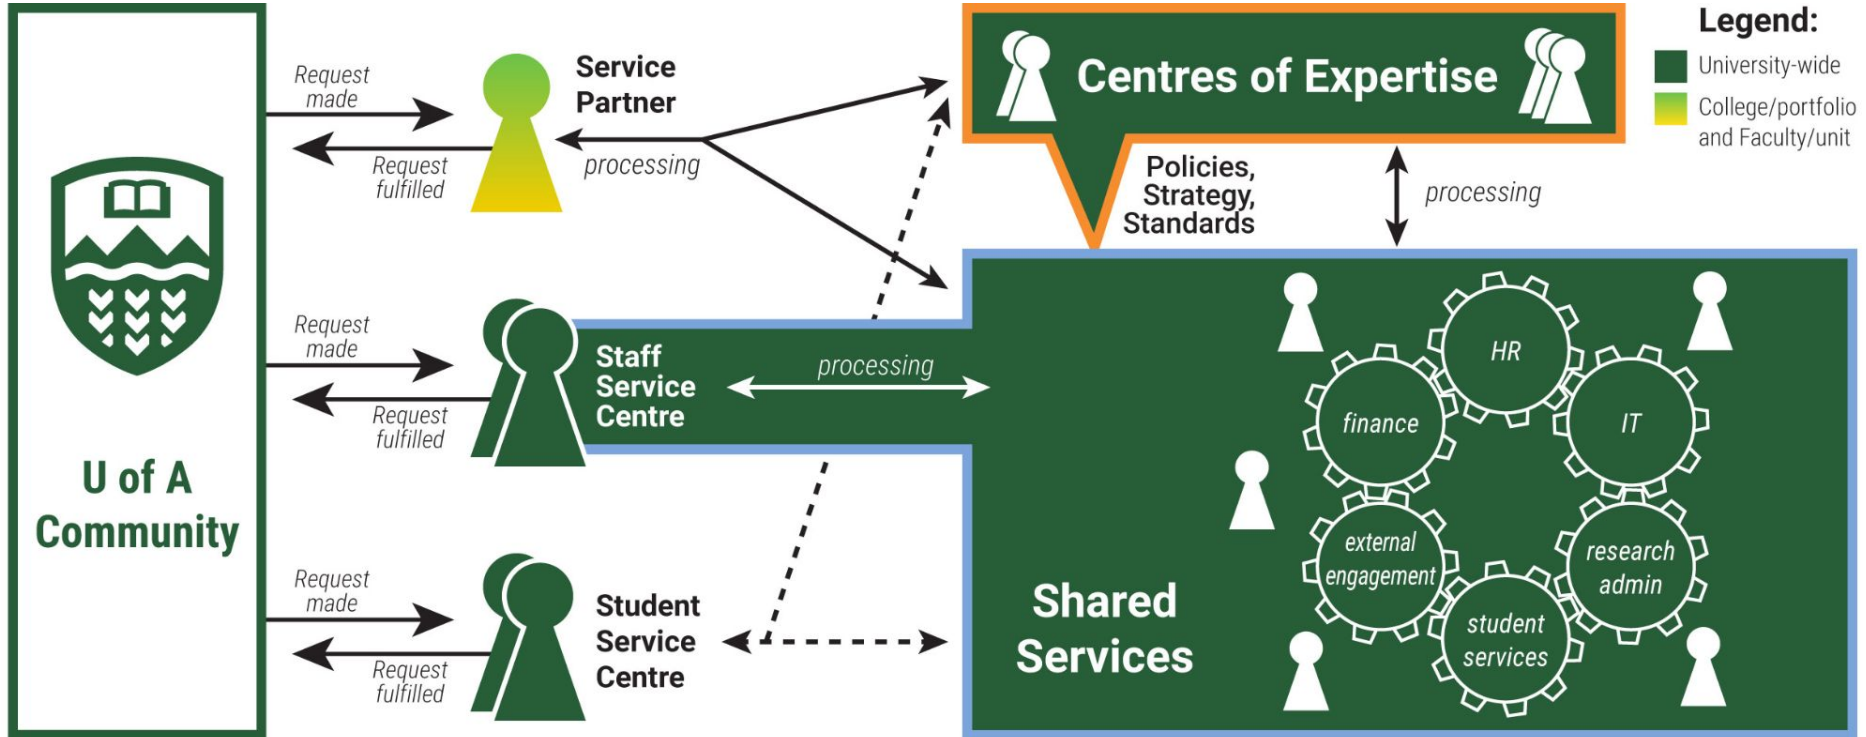 U of A
Community
Request
made
Request
fulfilled
Service
Partner
processing
Request
made
Request
fulfilled
Staff
Service
Centre
processing
Request
made
Request
fulfilled
Student
Service
Centre
Centres of Expertise
Policies,
Strategy,
Standards
processing
Shared
Services
HR
finance
IT
external
engagement
research
admin
student
services
Legend:
University-wide
College/portfolio
and Faculty/unit